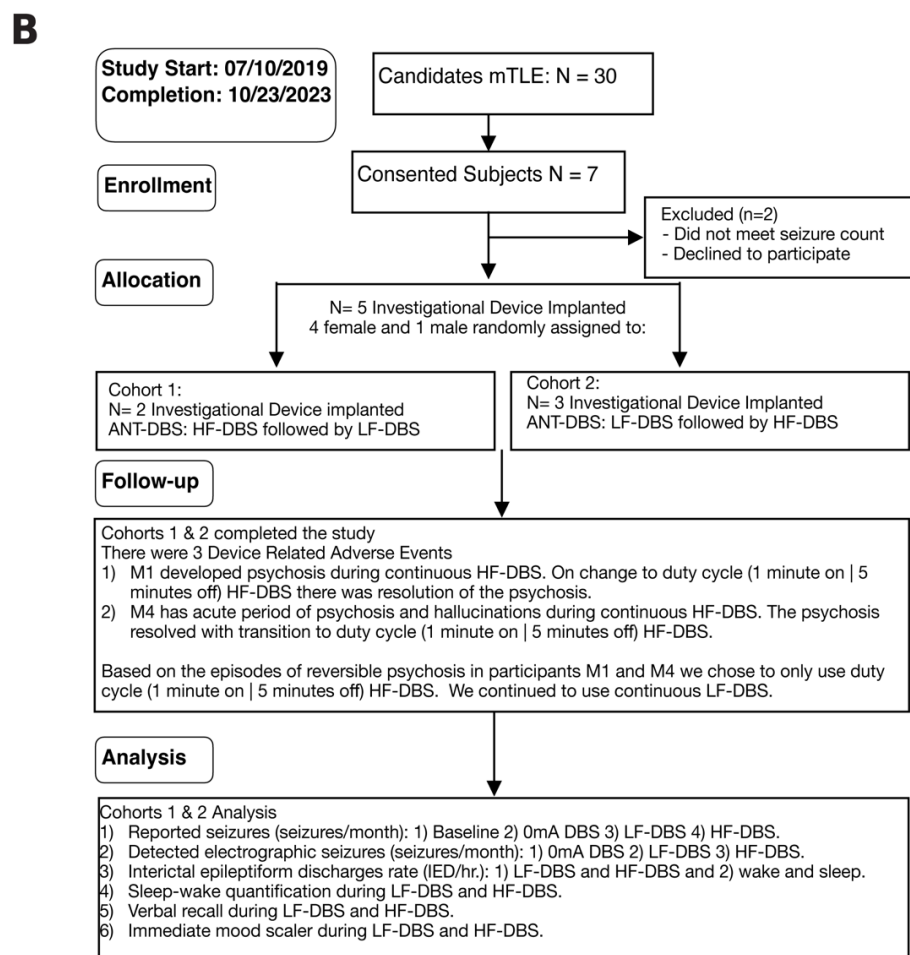 B
Study Start: 07/10/2019
Completion: 10/23/2023
Candidates mTLE: N = 30
Enrollment
Consented Subjects N = 7
Excluded (n=2)
- Did not meet seizure count
- Declined to participate
Allocation
N= 5 Investigational Device Implanted
4 female and 1 male randomly assigned to:
Cohort 1:
N= 2 Investigational Device implanted
ANT-DBS: HF-DBS followed by LF-DBS
Cohort 2:
N= 3 Investigational Device Implanted
ANT-DBS: LF-DBS followed by HF-DBS
Follow-up
Cohorts 1 & 2 completed the study
There were 3 Device Related Adverse Events
1) M1 developed psychosis during continuous HF-DBS. On change to duty cycle (1 minute on | 5
minutes off) HF-DBS there was resolution of the psychosis.
2) M4 has acute period of psychosis and hallucinations during continuous HF-DBS. The psychosis
resolved with transition to duty cycle (1 minute on | 5 minutes off) HF-DBS.
Based on the episodes of reversible psychosis in participants M1 and M4 we chose to only use duty
cycle (1 minute on | 5 minutes off) HF-DBS. We continued to use continuous LF-DBS.
Analysis
Cohorts 1 & 2 Analysis
1) Reported seizures (seizures/month): 1) Baseline 2) 0mA DBS 3) LF-DBS 4) HF-DBS.
2) Detected electrographic seizures (seizures/month): 1) 0mA DBS 2) LF-DBS 3) HF-DBS.
3) Interictal epileptiform discharges rate (IED/hr.): 1) LF-DBS and HF-DBS and 2) wake and sleep.
4) Sleep-wake quantification during LF-DBS and HF-DBS.
5) Verbal recall during LF-DBS and HF-DBS.
6) Immediate mood scaler during LF-DBS and HF-DBS.